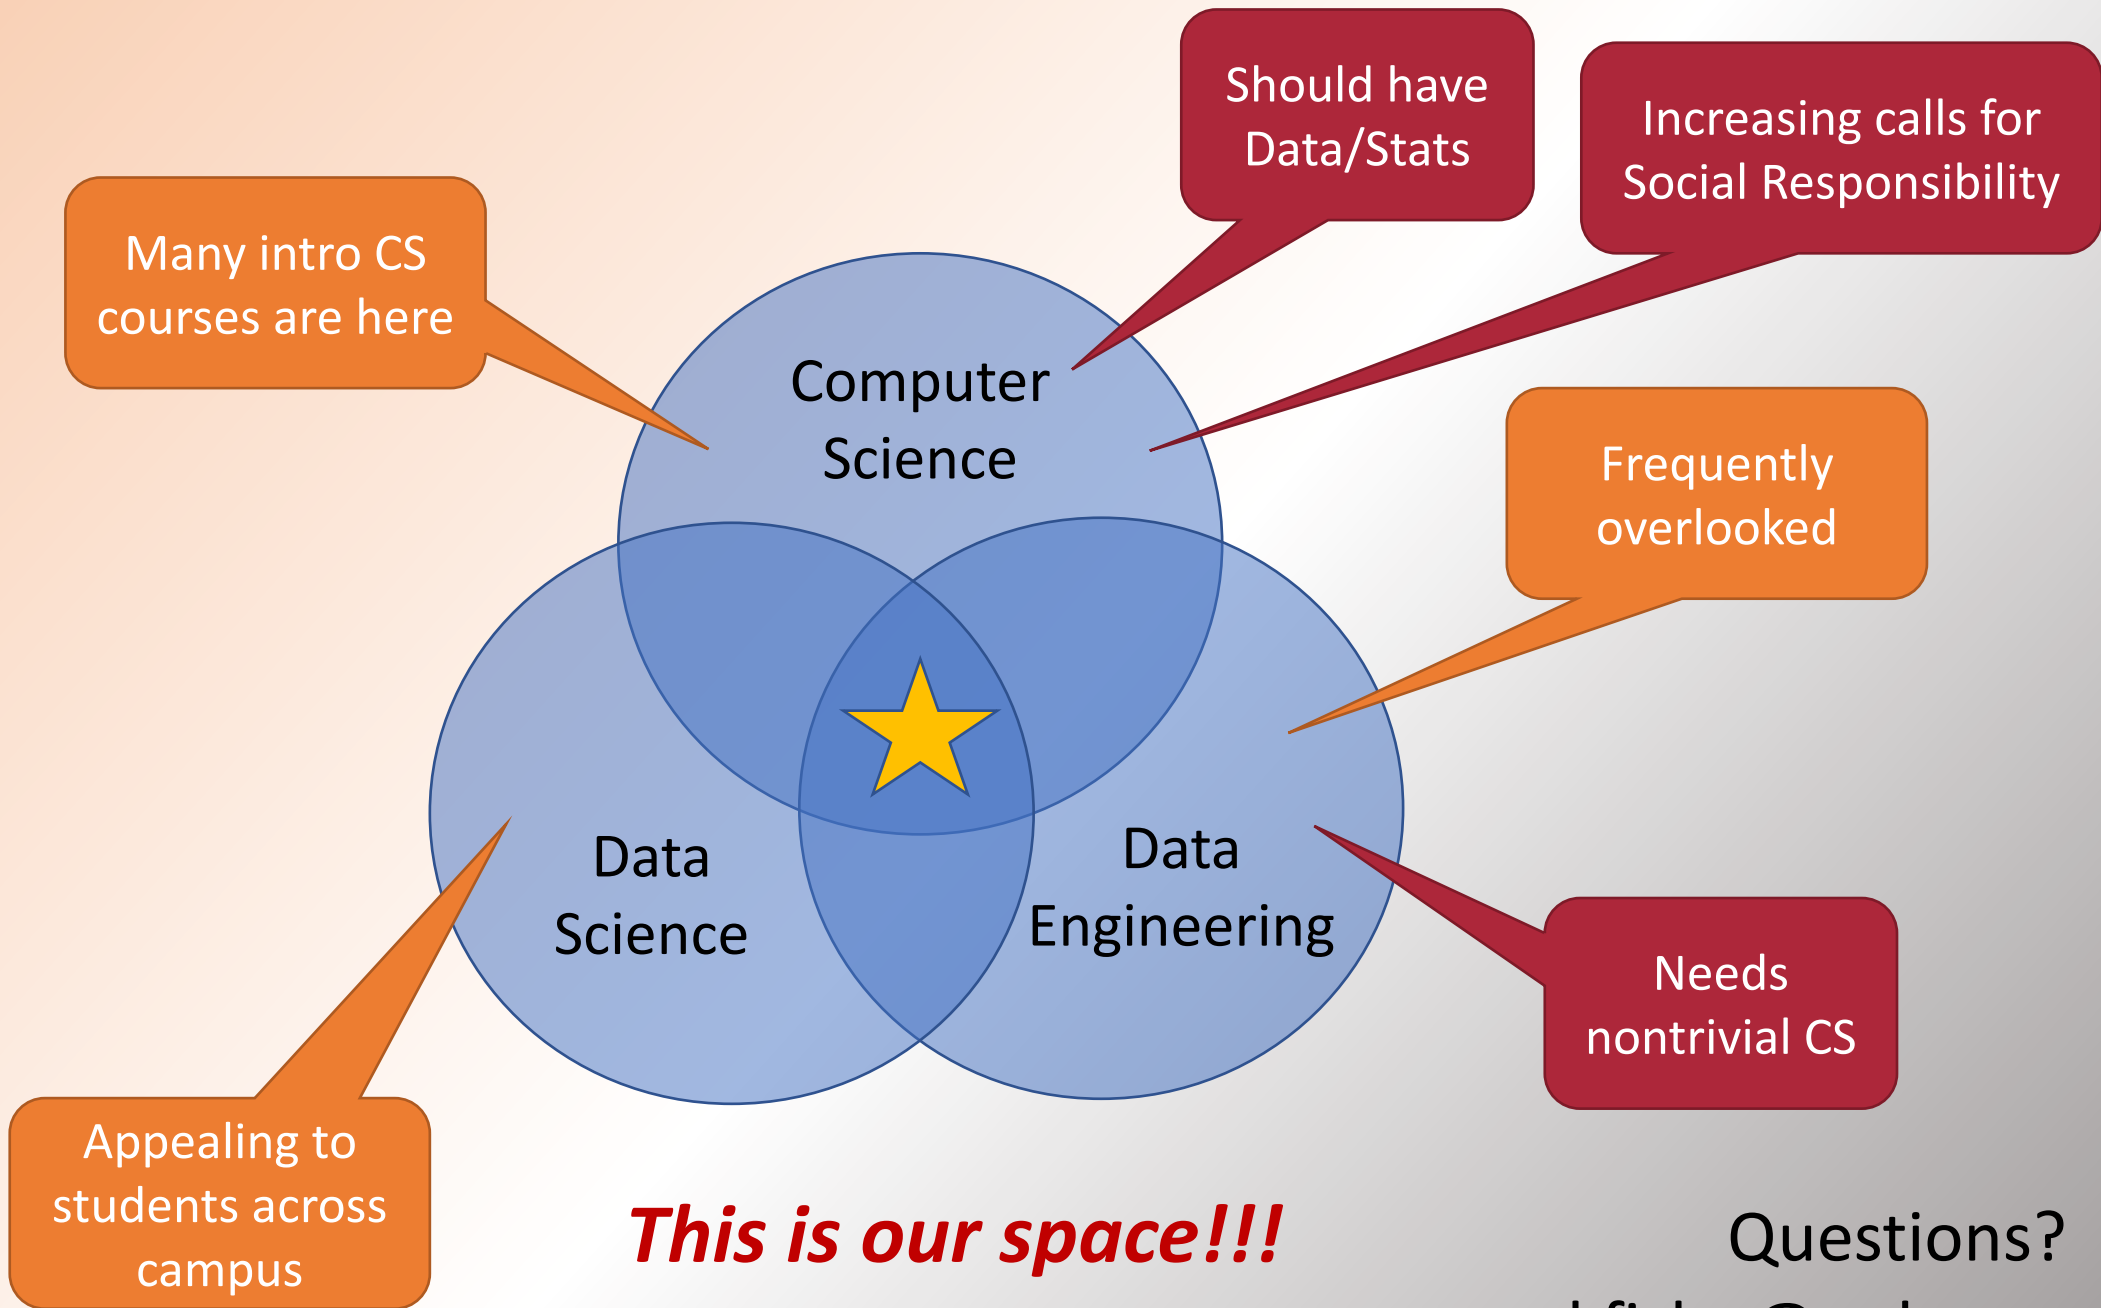 Should have
Data/Stats
Increasing calls for
Social Responsibility
Many intro CS
courses are here
Computer
Science
Frequently
overlooked
Data
Science
Data
Engineering
Needs
nontrivial CS
Appealing to
students across
campus
This is our space!!!
Questions?